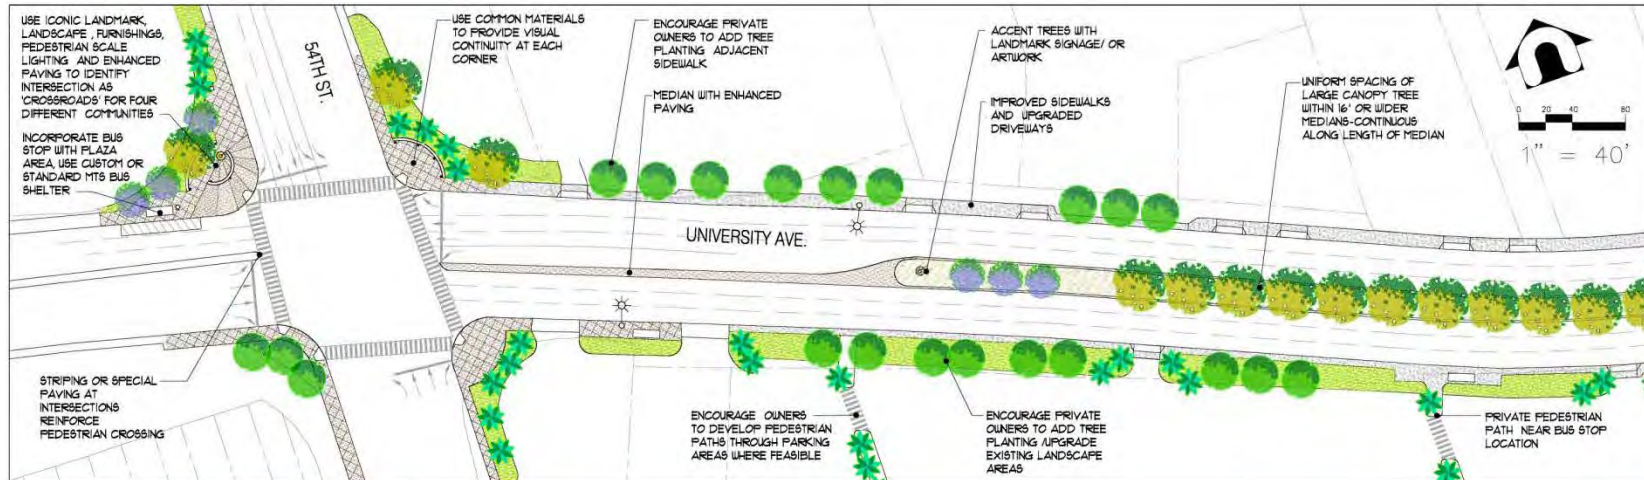 USE ICONIC LANDMARK,
LANDSCAPE , FURNISHINGS,
PEDESTRIAN SCALE
LIGHTING AND ENHANCED
PAVING TO IDENTIFY
INTERSECTION AS
'CROSSROADS' FOR FOUR
DIFFERENT COMMUNITIES
INCORPORATE BUS
STOP WITH PLAZA
AREA, USE CUSTOM OR
STANDARD MTS BUS
SHELTER
54TH ST.
USE COMMON MATERIALS
TO PROVIDE VISUAL
CONTINUITY AT EACH
CORNER
ENCOURAGE PRIVATE
OWNERS TO ADD TREE
PLANTING ADJACENT
SIDEWALK
MEDIAN WITH ENHANCED
PAVING
ACCENT TREES WITH
LANDMARK SIGNAGE/ OR
ARTWORK
IMPROVED SIDEWALKS
AND UPGRADED
DRIVEWAYS
UNIFORM SPACING OF
LARGE CANOPY TREE
WITHIN 16' OR WIDER
MEDIANS-CONTINUOUS
ALONG LENGTH OF MEDIAN
0 20 40 80
1" = 40'
UNIVERSITY AVE.
STRIPING OR SPECIAL
PAVING AT
INTERSECTIONS
REINFORCE
PEDESTRIAN CROSSING
ENCOURAGE OWNERS
TO DEVELOP PEDESTRIAN
PATHS THROUGH PARKING
AREAS WHERE FEASIBLE
ENCOURAGE PRIVATE
OWNERS TO ADD TREE
PLANTING /UPGRADE
EXISTING LANDSCAPE
AREAS
PRIVATE PEDESTRIAN
PATH NEAR BUS STOP
LOCATION